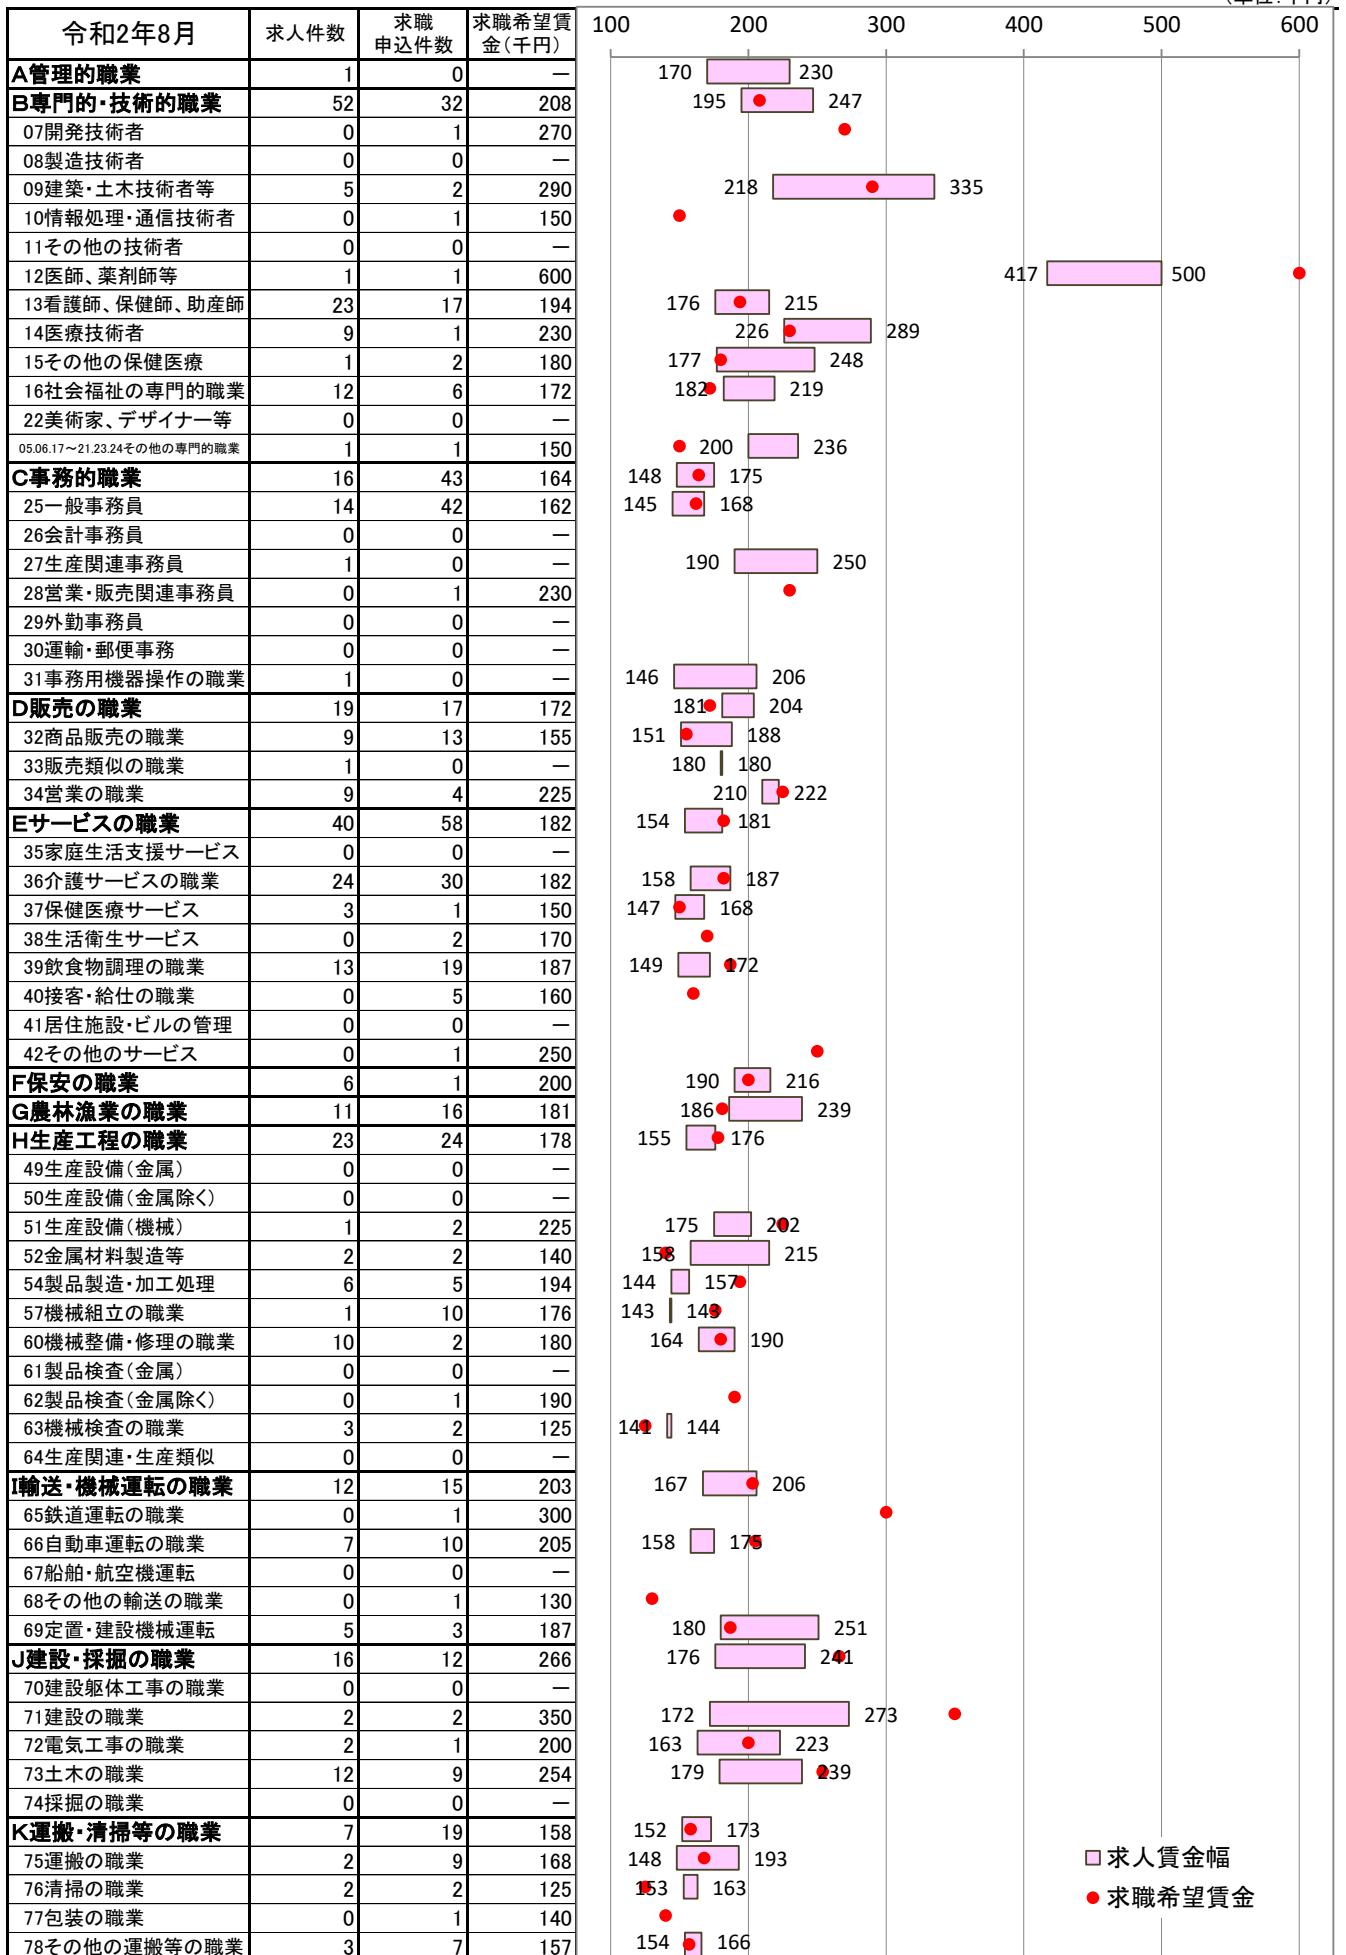 (単位:千円)
令和2年8月 求人件数 求職申込件数 求職希望賃金(千円) 100 200 300 400 500 600
A管理的職業 1 0 — 170 230
B専門的・技術的職業 52 32 208 195 247
07開発技術者 0 1 270
08製造技術者 0 0 —
09建築・土木技術者等 5 2 290 218 335
10情報処理・通信技術者 0 1 150
11その他の技術者 0 0 —
12医師、薬剤師等 1 1 600 417 500
13看護師、保健師、助産師 23 17 194 176 215
14医療技術者 9 1 230 226 289
15その他の保健医療 1 2 180 177 248
16社会福祉の専門的職業 12 6 172 182 219
22美術家、デザイナー等 0 0 —
05.06.17～21.23.24その他の専門的職業 1 1 150 200 236
C事務的職業 16 43 164 148 175
25一般事務員 14 42 162 145 168
26会計事務員 0 0 —
27生産関連事務員 1 0 — 190 250
28営業・販売関連事務員 0 1 230
29外勤事務員 0 0 —
30運輸・郵便事務 0 0 —
31事務用機器操作の職業 1 0 — 146 206
D販売の職業 19 17 172 181 204
32商品販売の職業 9 13 155 151 188
33販売類似の職業 1 0 — 180 180
34営業の職業 9 4 225 210 222
Eサービスの職業 40 58 182 154 181
35家庭生活支援サービス 0 0 —
36介護サービスの職業 24 30 182 158 187
37保健医療サービス 3 1 150 147 168
38生活衛生サービス 0 2 170
39飲食物調理の職業 13 19 187 149 172
40接客・給仕の職業 0 5 160
41居住施設・ビルの管理 0 0 —
42その他のサービス 0 1 250
F保安の職業 6 1 200 190 216
G農林漁業の職業 11 16 181 186 239
H生産工程の職業 23 24 178 155 176
49生産設備(金属) 0 0 —
50生産設備(金属除く) 0 0 —
51生産設備(機械) 1 2 225 175 202
52金属材料製造等 2 2 140 158 215
54製品製造・加工処理 6 5 194 144 157
57機械組立の職業 1 10 176 143 143
60機械整備・修理の職業 10 2 180 164 190
61製品検査(金属) 0 0 —
62製品検査(金属除く) 0 1 190
63機械検査の職業 3 2 125 141 144
64生産関連・生産類似 0 0 —
I輸送・機械運転の職業 12 15 203 167 206
65鉄道運転の職業 0 1 300
66自動車運転の職業 7 10 205 158 175
67船舶・航空機運転 0 0 —
68その他の輸送の職業 0 1 130
69定置・建設機械運転 5 3 187 180 251
J建設・採掘の職業 16 12 266 176 241
70建設躯体工事の職業 0 0 —
71建設の職業 2 2 350 172 273
72電気工事の職業 2 1 200 163 223
73土木の職業 12 9 254 179 239
74採掘の職業 0 0 —
K運搬・清掃等の職業 7 19 158 152 173
75運搬の職業 2 9 168 148 193
76清掃の職業 2 2 125 153 163
77包装の職業 0 1 140
78その他の運搬等の職業 3 7 157 154 166
求人賃金幅
求職希望賃金